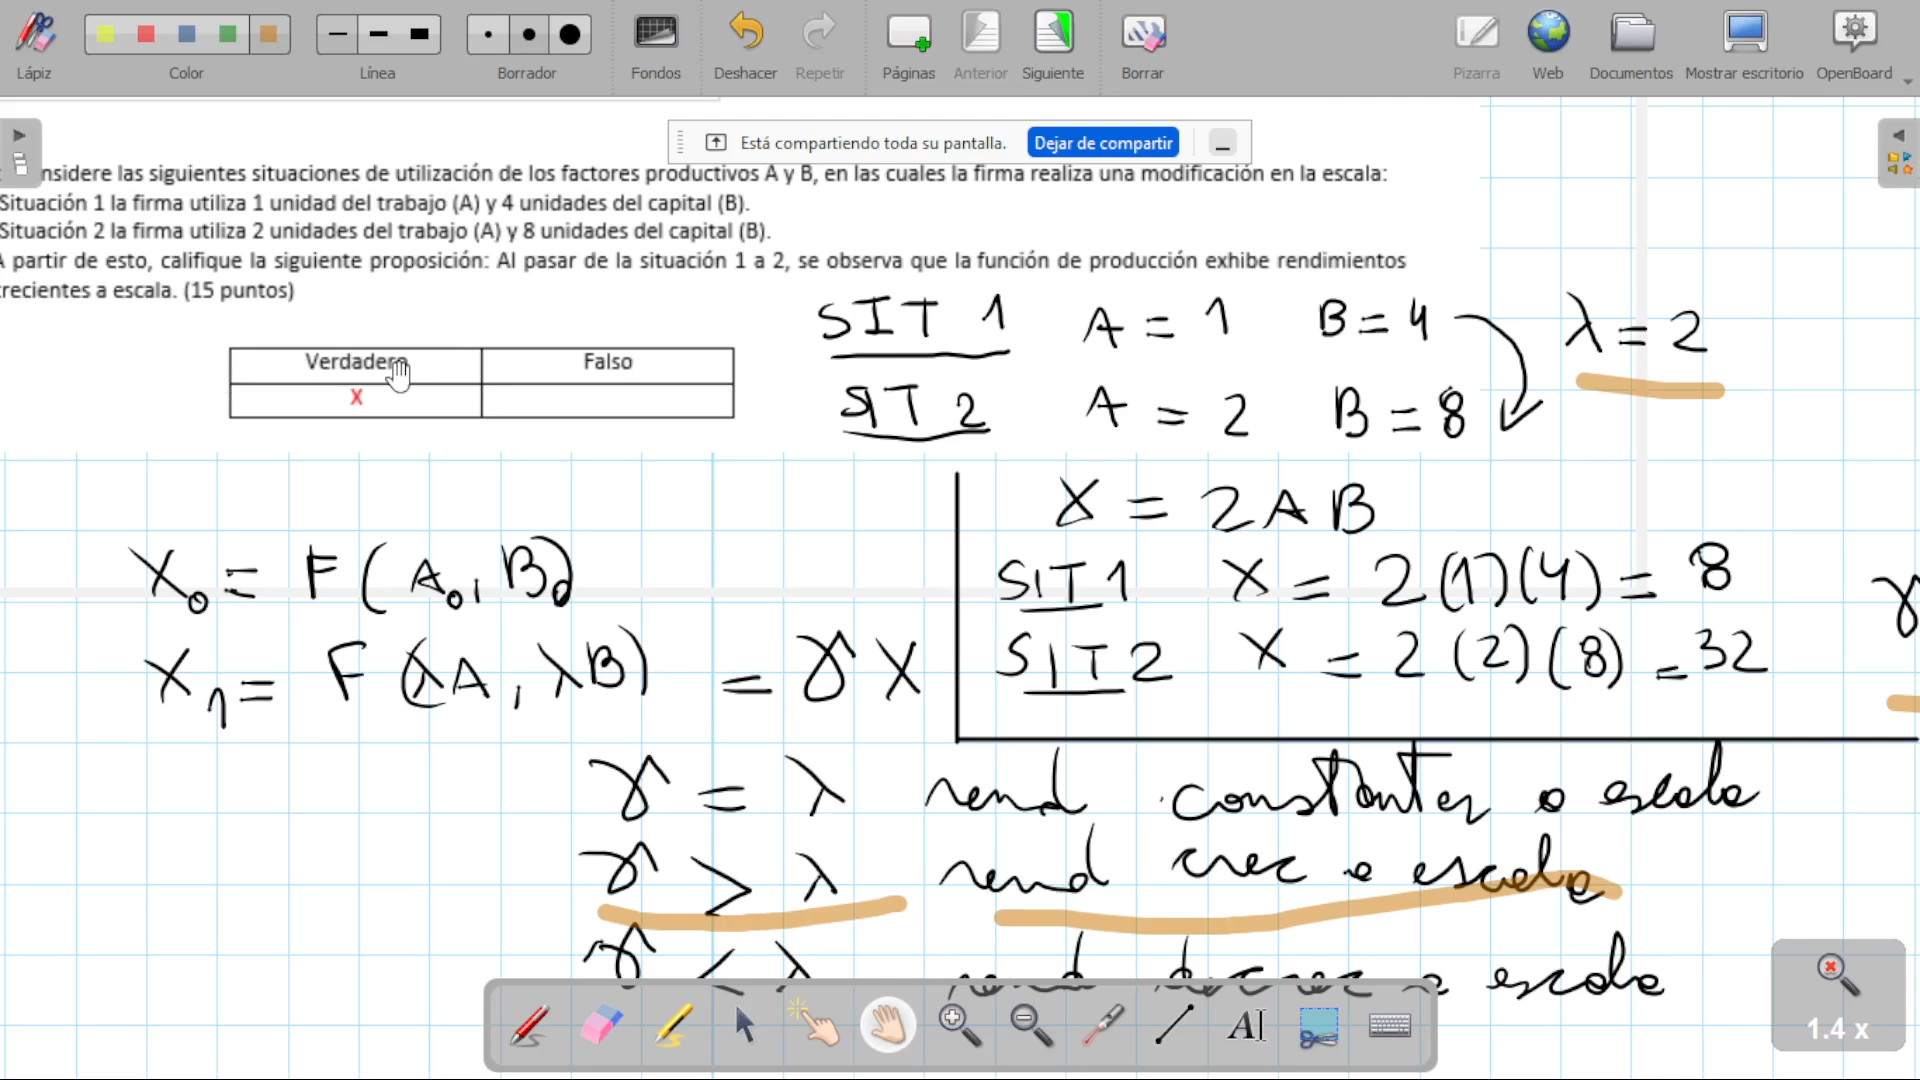 Lápiz Color Línea Borrador Fondos Deshacer Repetir Páginas Anterior Siguiente Borrar Pizarra Web Documentos Mostrar escritorio OpenBoard
Está compartiendo toda su pantalla. Dejar de compartir
nsidere las siguientes situaciones de utilización de los factores productivos A y B, en las cuales la firma realiza una modificación en la escala:
Situación 1 la firma utiliza 1 unidad del trabajo (A) y 4 unidades del capital (B).
Situación 2 la firma utiliza 2 unidades del trabajo (A) y 8 unidades del capital (B).
A partir de esto, califique la siguiente proposición: Al pasar de la situación 1 a 2, se observa que la función de producción exhibe rendimientos
crecientes a escala. (15 puntos)
Verdadero Falso
X
SIT 1 A = 1 B = 4 λ = 2
SIT 2 A = 2 B = 8
X = 2AB
SIT 1 X = 2(1)(4) = 8
SIT 2 X = 2(2)(8) = 32
X₀ = F(A₀, B₀)
X₁ = F(λA, λB) = γX
γ
γ = λ rend constantes a escala
γ > λ rend crec a escala
γ < λ rend decrec a escala
1.4 x